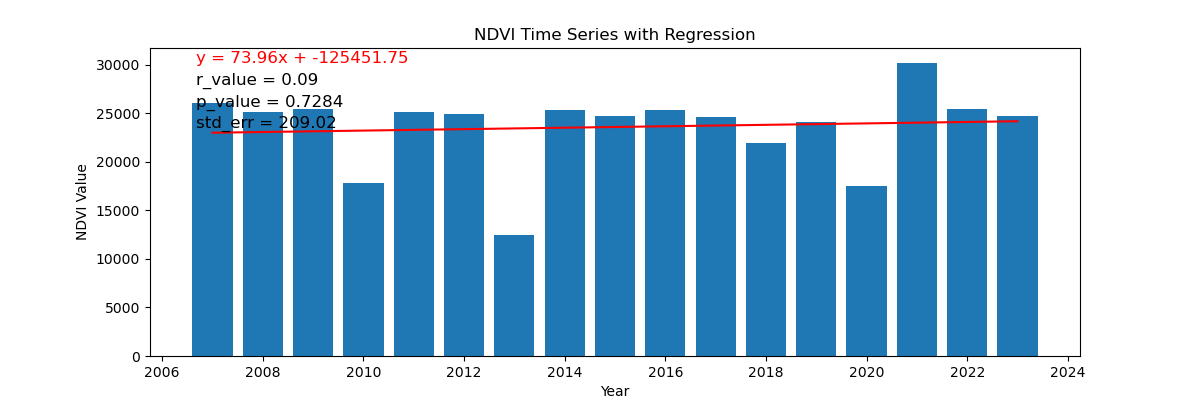 NDVI Time Series with Regression
y = 73.96x + -125451.75
r_value = 0.09
p_value = 0.7284
std_err = 209.02
NDVI Value
30000
25000
20000
15000
10000
5000
0
2006 2008 2010 2012 2014 2016 2018 2020 2022 2024
Year